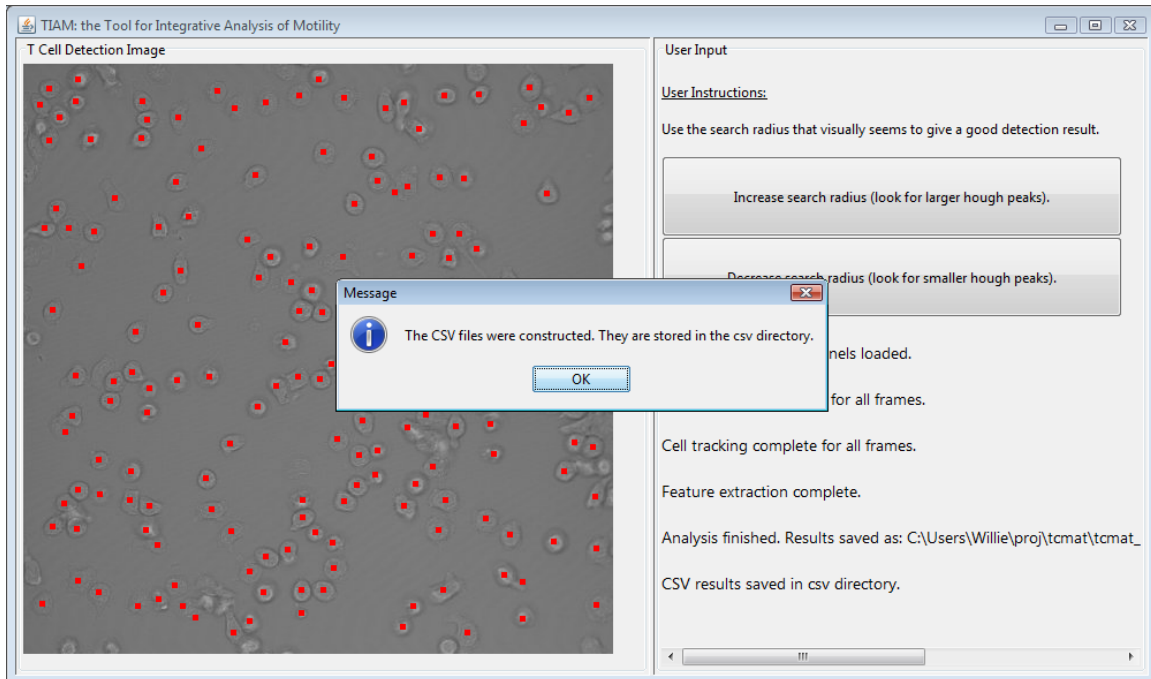 TIAM: the Tool for Integrative Analysis of Motility
T Cell Detection Image
User Input
User Instructions:
Use the search radius that visually seems to give a good detection result.
Increase search radius (look for larger hough peaks).
Decrease search radius (look for smaller hough peaks).
Message
The CSV files were constructed. They are stored in the csv directory.
OK
nels loaded.
for all frames.
Cell tracking complete for all frames.
Feature extraction complete.
Analysis finished. Results saved as: C:\Users\Willie\proj\tcmat\tcmat_
CSV results saved in csv directory.